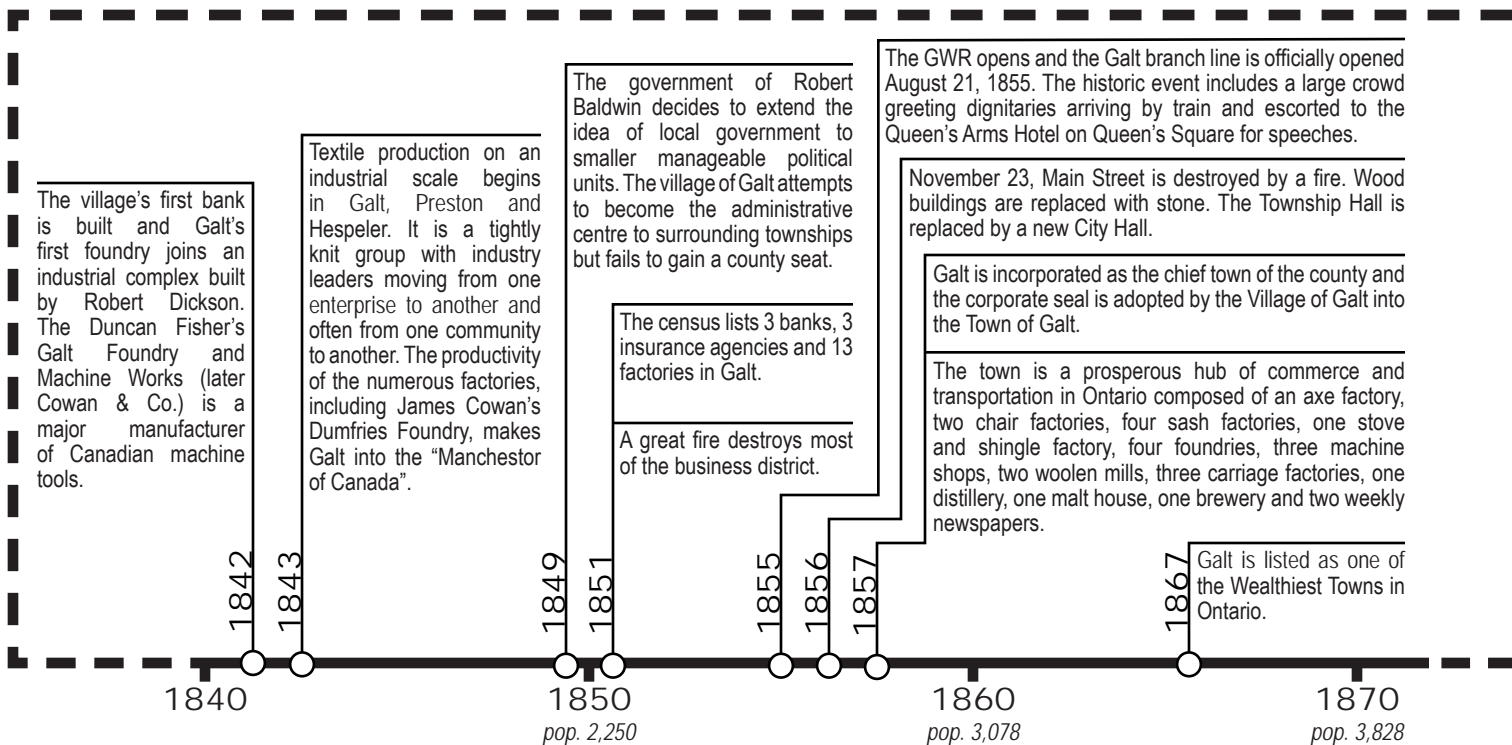 The village's first bank
is built and Galt's
first foundry joins an
industrial complex built
by Robert Dickson.
The Duncan Fisher's
Galt Foundry and
Machine Works (later
Cowan & Co.) is a
major manufacturer
of Canadian machine
tools.
1842
Textile production on an
industrial scale begins
in Galt, Preston and
Hespeler. It is a tightly
knit group with industry
leaders moving from one
enterprise to another and
often from one community
to another. The productivity
of the numerous factories,
including James Cowan's
Dumfries Foundry, makes
Galt into the “Manchestor
of Canada”.
1843
The government of Robert
Baldwin decides to extend the
idea of local government to
smaller manageable political
units. The village of Galt attempts
to become the administrative
centre to surrounding townships
but fails to gain a county seat.
1849
The census lists 3 banks, 3
insurance agencies and 13
factories in Galt.
A great fire destroys most
of the business district.
1851
The GWR opens and the Galt branch line is officially opened
August 21, 1855. The historic event includes a large crowd
greeting dignitaries arriving by train and escorted to the
Queen's Arms Hotel on Queen's Square for speeches.
1855
November 23, Main Street is destroyed by a fire. Wood
buildings are replaced with stone. The Township Hall is
replaced by a new City Hall.
1856
Galt is incorporated as the chief town of the county and
the corporate seal is adopted by the Village of Galt into
the Town of Galt.
The town is a prosperous hub of commerce and
transportation in Ontario composed of an axe factory,
two chair factories, four sash factories, one stove
and shingle factory, four foundries, three machine
shops, two woolen mills, three carriage factories, one
distillery, one malt house, one brewery and two weekly
newspapers.
1857
Galt is listed as one of
the Wealthiest Towns in
Ontario.
1867
1840
1850
pop. 2,250
1860
pop. 3,078
1870
pop. 3,828